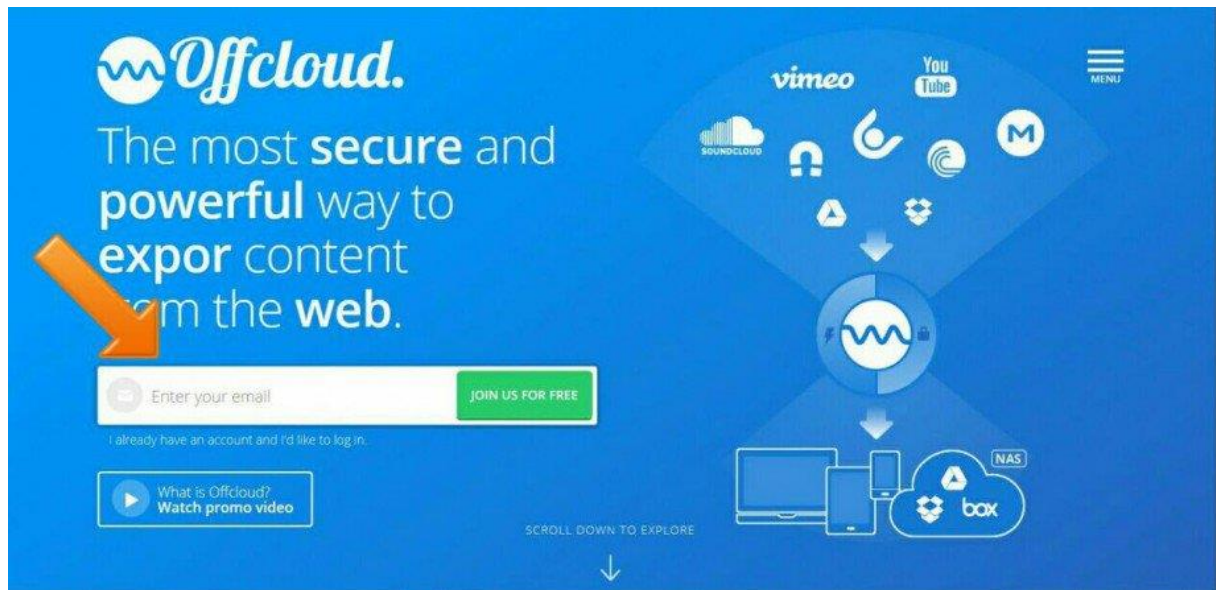 Offcloud.
The most secure and
powerful way to
expor content
from the web.
Enter your email
JOIN US FOR FREE
I already have an account and I'd like to log in.
What is Offcloud?
Watch promo video
SCROLL DOWN TO EXPLORE
vimeo
You
Tube
MENU
SOUNDCLOUD
M
NAS
box